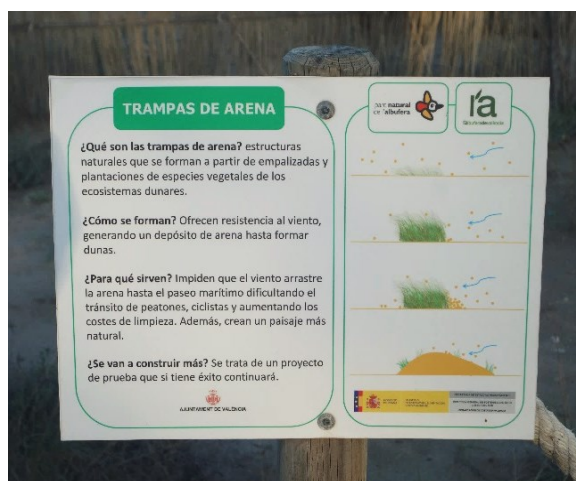 TRAMPAS DE ARENA
¿Qué son las trampas de arena? estructuras
naturales que se forman a partir de empalizadas y
plantaciones de especies vegetales de los
ecosistemas dunares.
¿Cómo se forman? Ofrecen resistencia al viento,
generando un depósito de arena hasta formar
dunas.
¿Para qué sirven? Impiden que el viento arrastre
la arena hasta el paseo marítimo dificultando el
tránsito de peatones, ciclistas y aumentando los
costes de limpieza. Además, crean un paisaje más
natural.
¿Se van a construir más? Se trata de un proyecto
de prueba que si tiene éxito continuará.
AJUNTAMENT DE VALÈNCIA
parc natural
de l'albufera
l'a